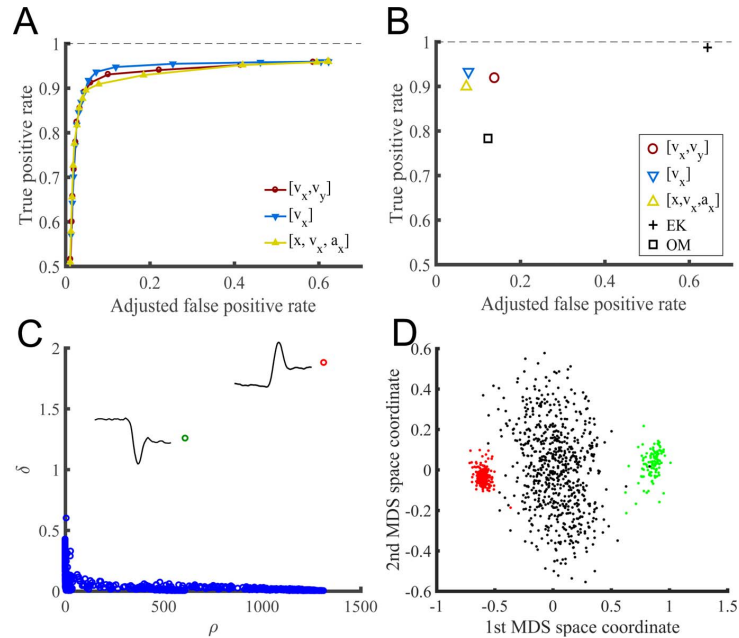 A
True positive rate
1
0.9
0.8
0.7
0.6
0.5
0 0.2 0.4 0.6
Adjusted false positive rate
[vx,vy]
[vx]
[x, vx, ax]
B
True positive rate
1
0.9
0.8
0.7
0.6
0.5
0 0.2 0.4 0.6
Adjusted false positive rate
[vx,vy]
[vx]
[x,vx,ax]
EK
OM
C
δ
2
1.5
1
0.5
0
0 500 1000 1500
ρ
D
2nd MDS space coordinate
0.6
0.4
0.2
0
-0.2
-0.4
-0.6
-1 -0.5 0 0.5 1 1.5
1st MDS space coordinate